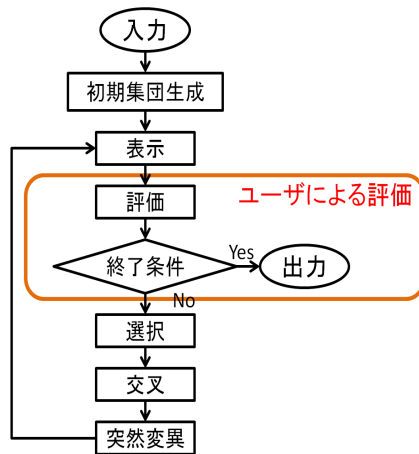 入力
初期集団生成
表示
ユーザによる評価
評価
終了条件
Yes
出力
No
選択
交叉
突然変異